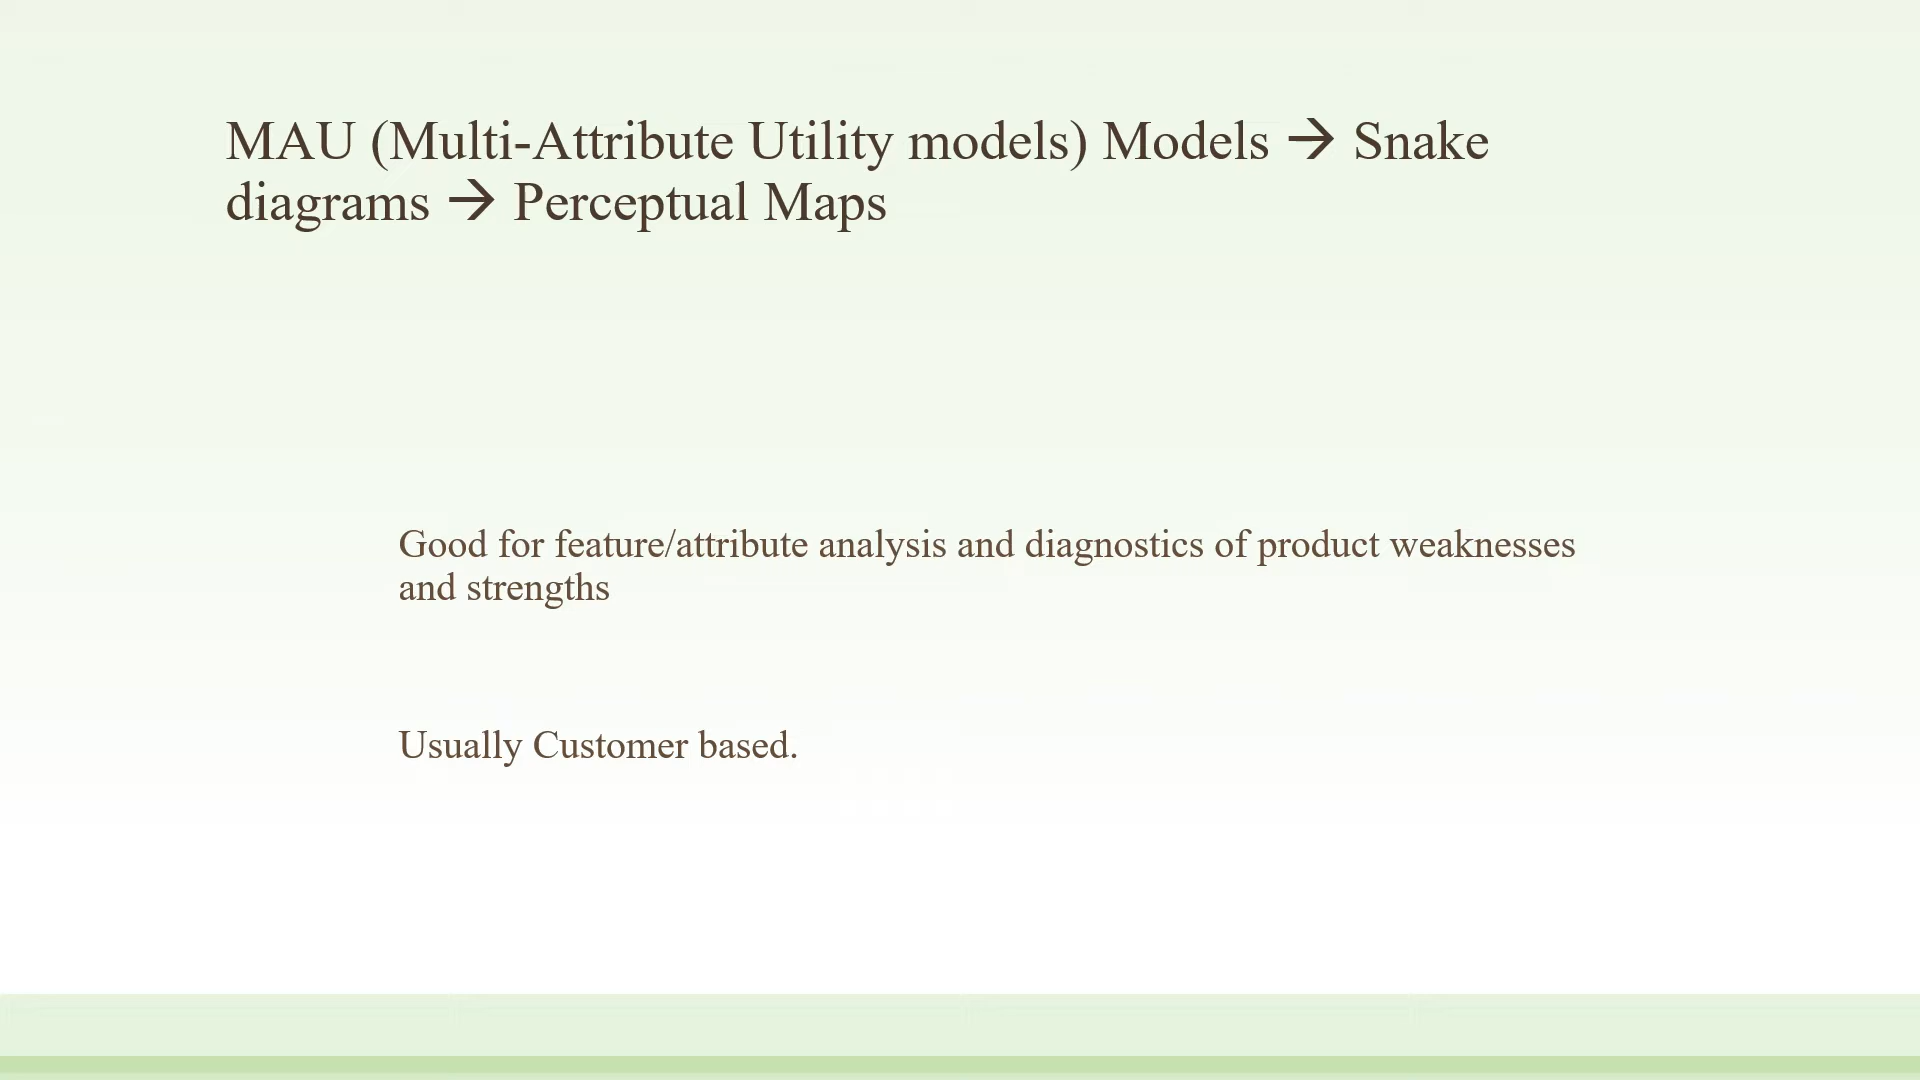 MAU (Multi-Attribute Utility models) Models → Snake
diagrams → Perceptual Maps
Good for feature/attribute analysis and diagnostics of product weaknesses
and strengths
Usually Customer based.